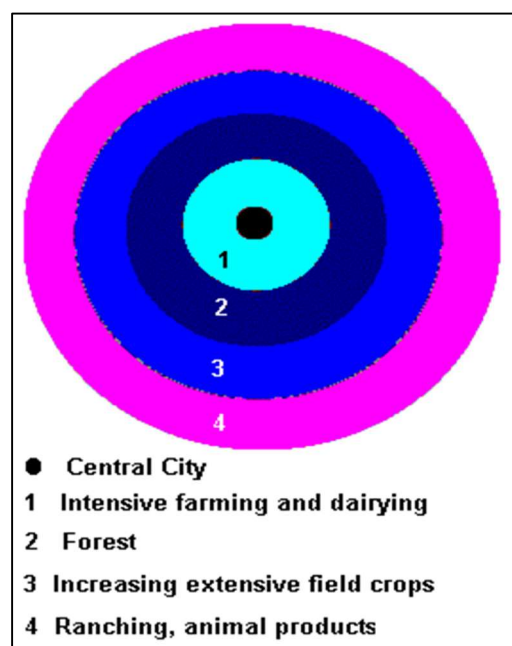 1
2
3
4
Central City
1 Intensive farming and dairying
2 Forest
3 Increasing extensive field crops
4 Ranching, animal products